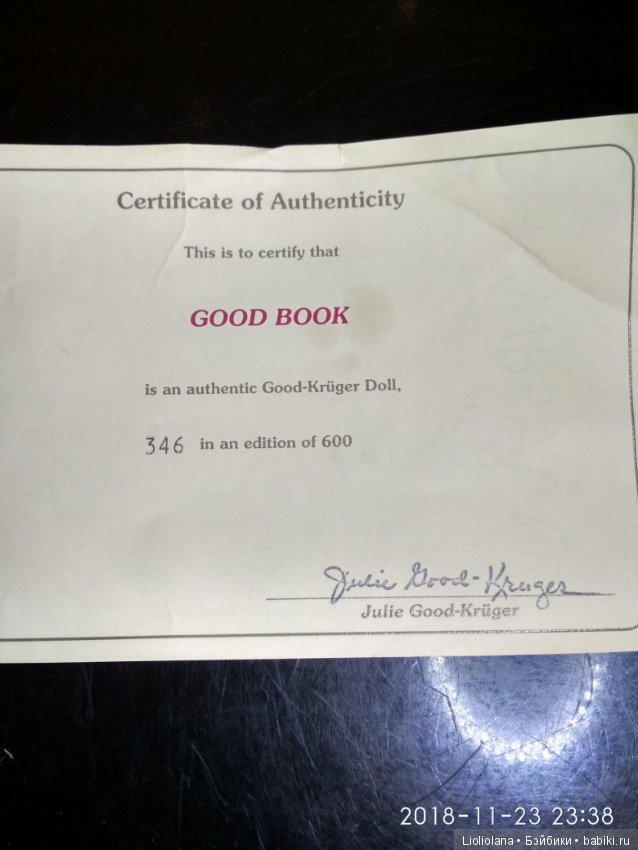 Certificate of Authenticity
This is to certify that
GOOD BOOK
is an authentic Good-Krüger Doll,
346 in an edition of 600
Julie Good-Krüger
Julie Good-Krüger
2018-11-23 23:38
Lioliolana • Бэйбики • babiki.ru